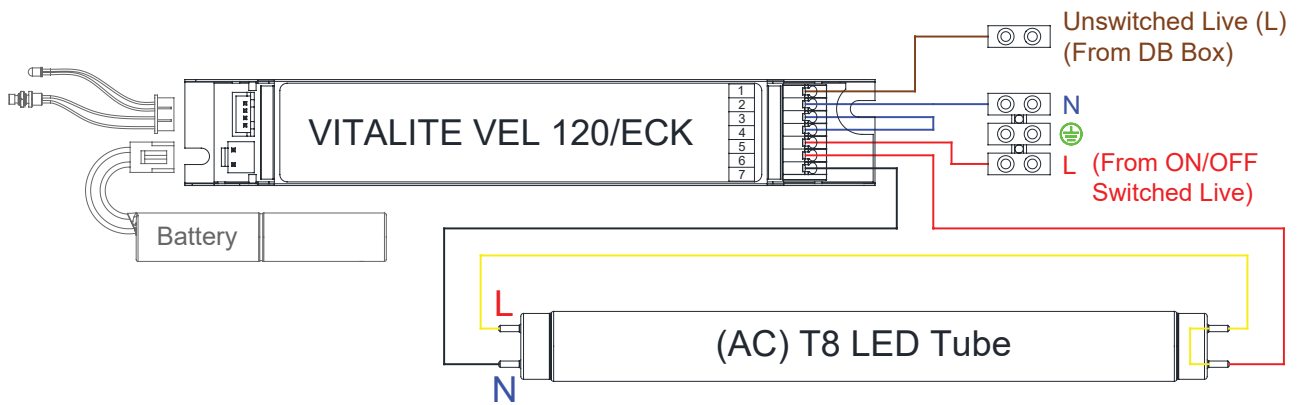 Unswitched Live (L)
(From DB Box)
VITALITE VEL 120/ECK
1
2
3
4
5
6
7
N
L (From ON/OFF
Switched Live)
Battery
L
(AC) T8 LED Tube
N